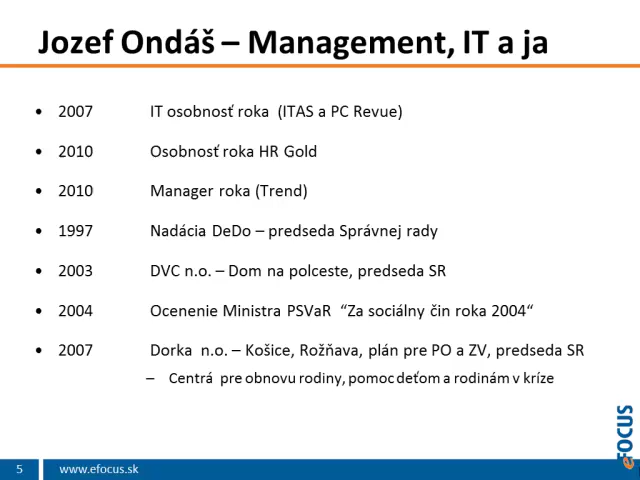 Jozef Ondáš – Management, IT a ja
• 2007 IT osobnosť roka (ITAS a PC Revue)
• 2010 Osobnosť roka HR Gold
• 2010 Manager roka (Trend)
• 1997 Nadácia DeDo – predseda Správnej rady
• 2003 DVC n.o. – Dom na polceste, predseda SR
• 2004 Ocenenie Ministra PSVaR “Za sociálny čin roka 2004“
• 2007 Dorka n.o. – Košice, Rožňava, plán pre PO a ZV, predseda SR
– Centrá pre obnovu rodiny, pomoc deťom a rodinám v kríze
eFOCUS
5 www.efocus.sk